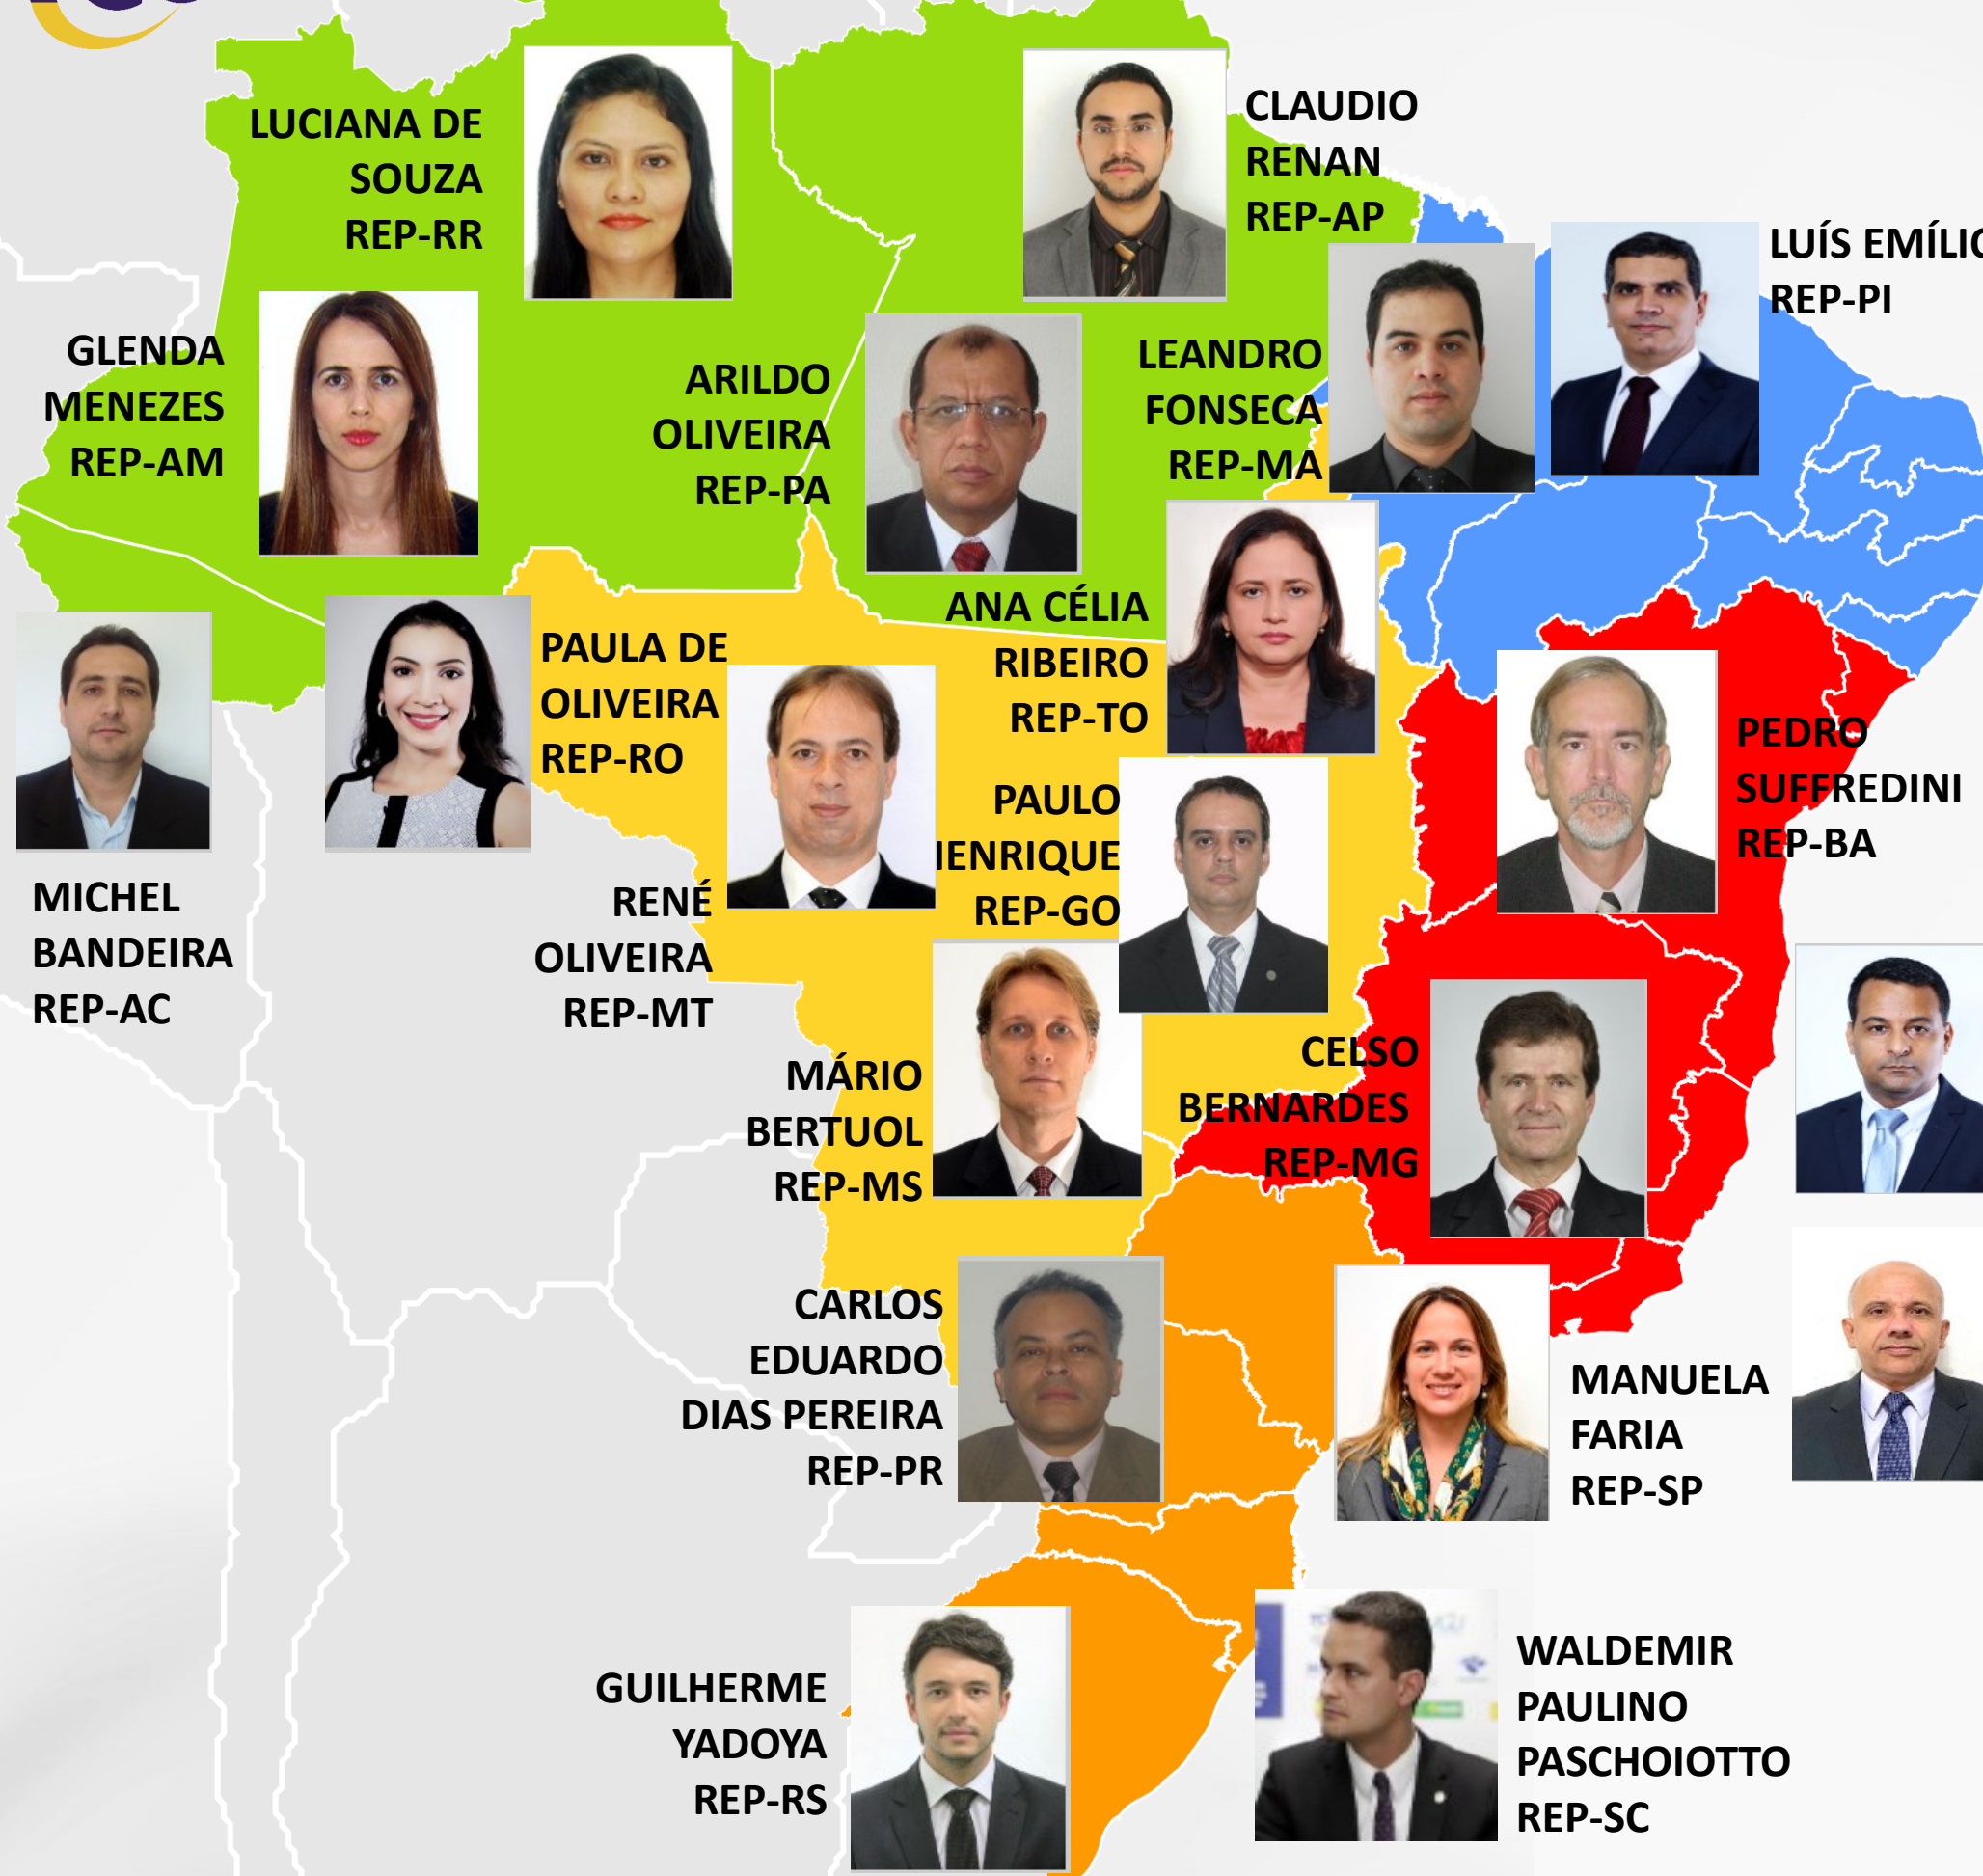 LUCIANA DE
SOUZA
REP-RR
CLAUDIO
RENAN
REP-AP
LUÍS EMÍLIO
REP-PI
GLENDA
MENEZES
REP-AM
ARILDO
OLIVEIRA
REP-PA
LEANDRO
FONSECA
REP-MA
ANA CÉLIA
RIBEIRO
REP-TO
PAULA DE
OLIVEIRA
REP-RO
PEDRO
SUFFREDINI
REP-BA
PAULO
HENRIQUE
REP-GO
MICHEL
BANDEIRA
REP-AC
RENÉ
OLIVEIRA
REP-MT
CELSO
BERNARDES
REP-MG
MÁRIO
BERTUOL
REP-MS
CARLOS
EDUARDO
DIAS PEREIRA
REP-PR
MANUELA
FARIA
REP-SP
GUILHERME
YADOYA
REP-RS
WALDEMIR
PAULINO
PASCHOIOTTO
REP-SC